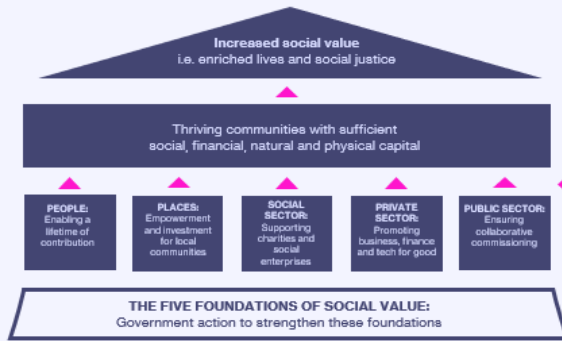 Increased social value
i.e. enriched lives and social justice
Thriving communities with sufficient
social, financial, natural and physical capital
PEOPLE:
Enabling a
lifetime of
contribution
PLACES:
Empowerment
and investment
for local
communities
SOCIAL
SECTOR:
Supporting
charities and
social
enterprises
PRIVATE
SECTOR:
Promoting
business, finance
and tech for good
PUBLIC SECTOR:
Ensuring
collaborative
commissioning
THE FIVE FOUNDATIONS OF SOCIAL VALUE:
Government action to strengthen these foundations